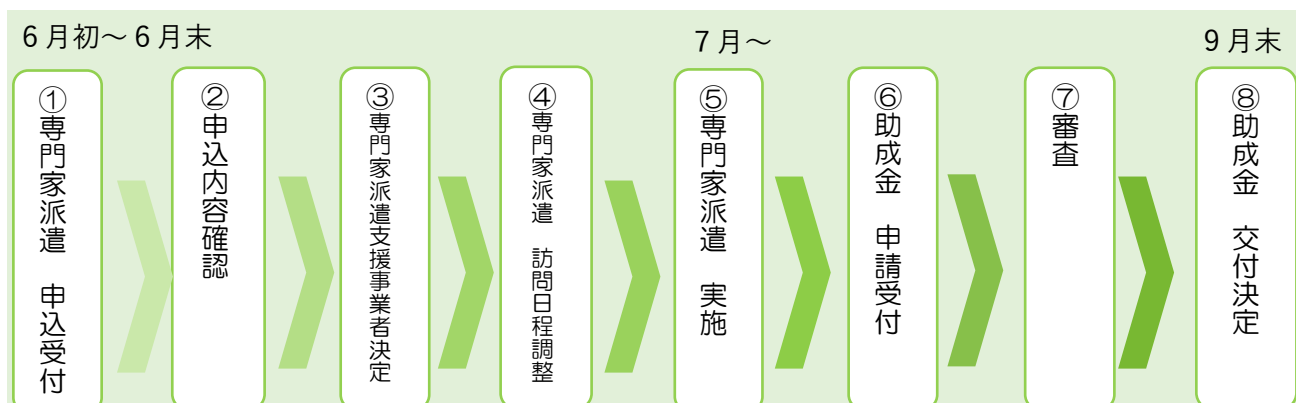 6月初～6月末
7月～
9月末
①専門家派遣　申込受付
②申込内容確認
③専門家派遣支援事業者決定
④専門家派遣　訪問日程調整
⑤専門家派遣　実施
⑥助成金　申請受付
⑦審査
⑧助成金　交付決定